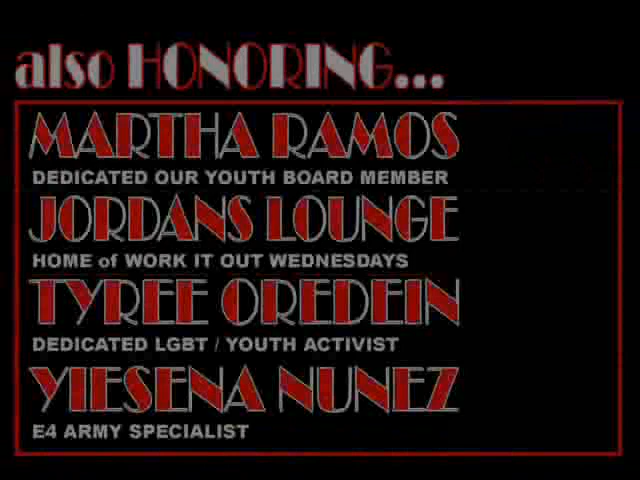 also HONORING...
MARTHA RAMOS
DEDICATED OUR YOUTH BOARD MEMBER
JORDANS LOUNGE
HOME of WORK IT OUT WEDNESDAYS
TYREE OREDEIN
DEDICATED LGBT / YOUTH ACTIVIST
YIESENA NUNEZ
E4 ARMY SPECIALIST